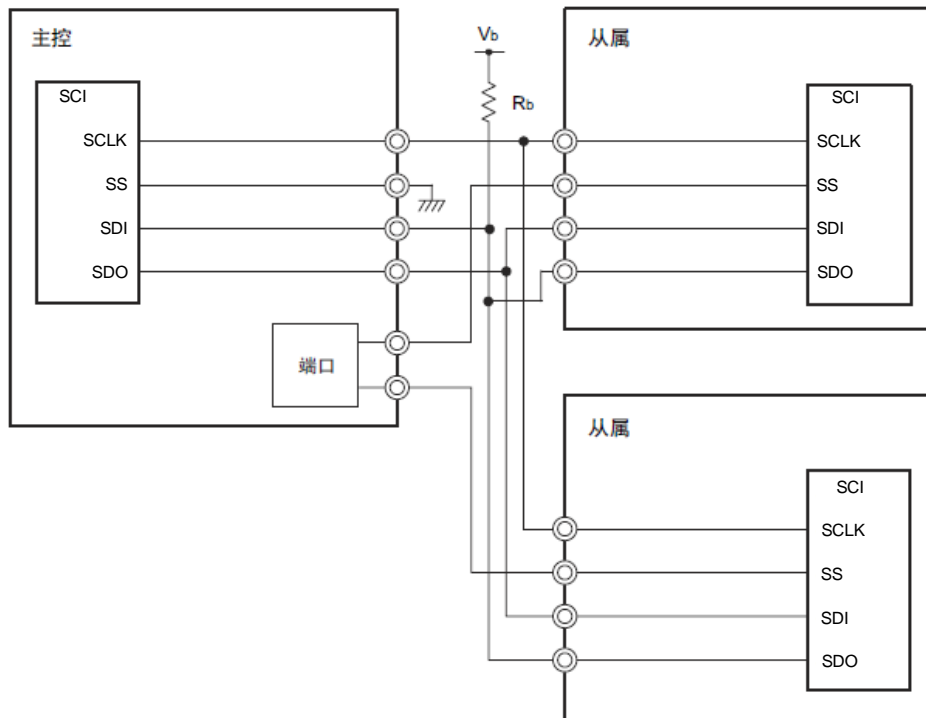 主控
SCI
SCLK
SS
SDI
SDO
端口
Vb
Rb
从属
SCI
SCLK
SS
SDI
SDO
从属
SCI
SCLK
SS
SDI
SDO